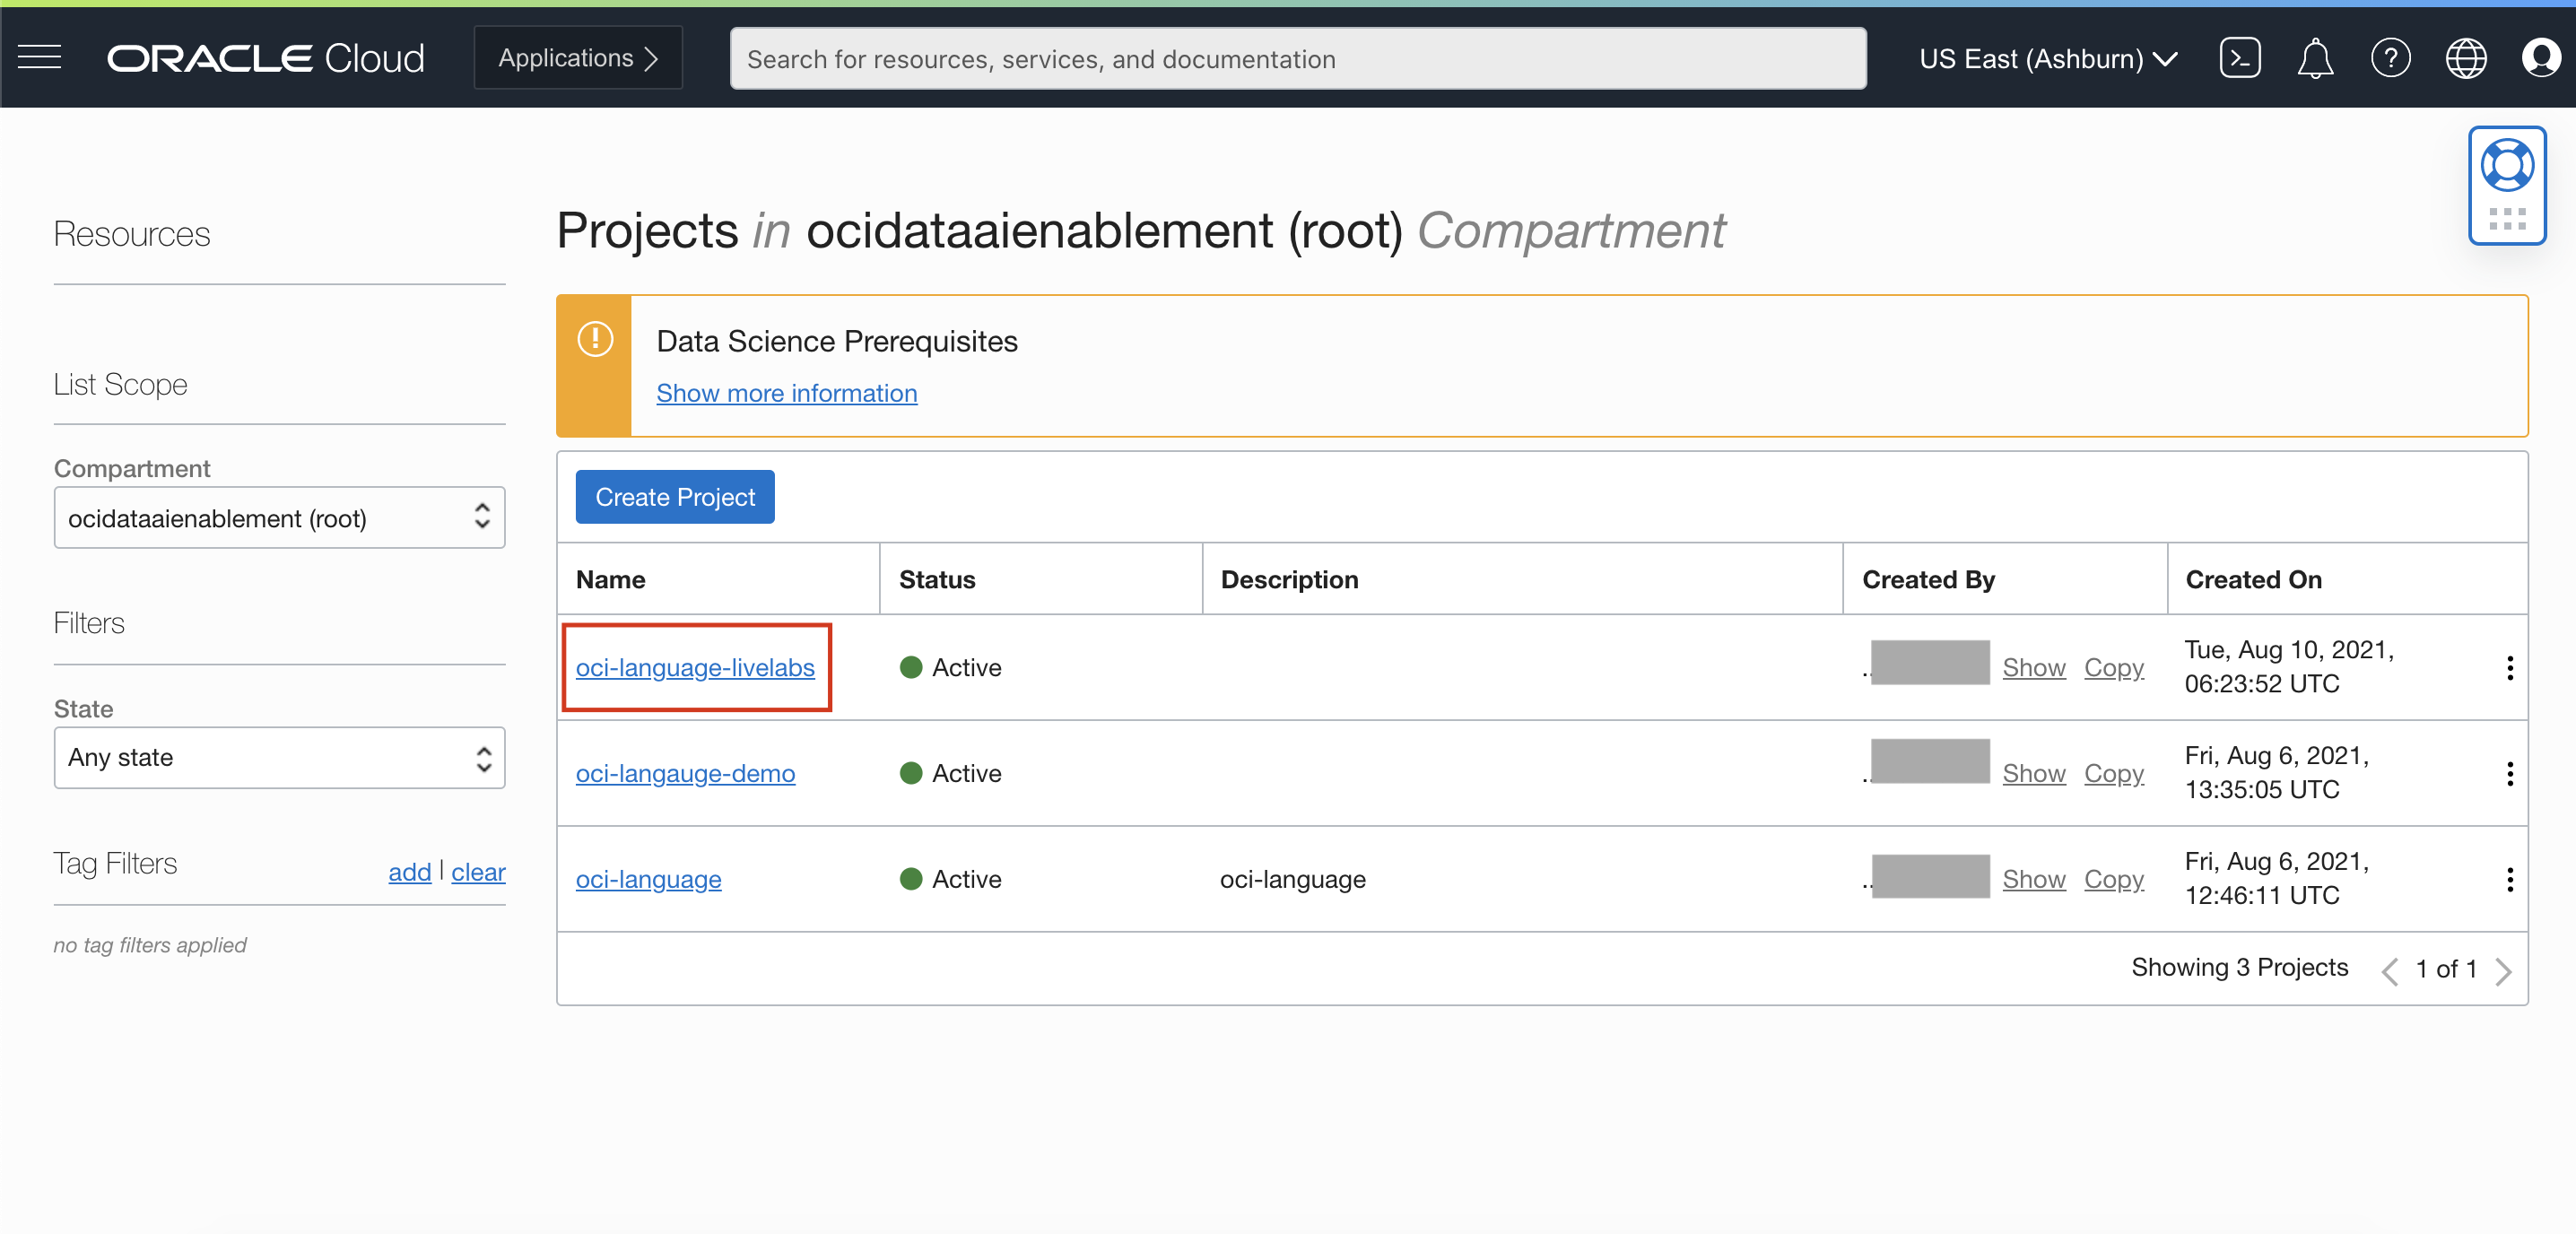 ORACLE Cloud
Applications
Search for resources, services, and documentation
US East (Ashburn)
Resources
List Scope
Compartment
ocidataaienablement (root)
Filters
State
Any state
Tag Filters
add | clear
no tag filters applied
Projects in ocidataaienablement (root) Compartment
Data Science Prerequisites
Show more information
Create Project
Name Status Description Created By Created On
oci-language-livelabs Active .. Show Copy Tue, Aug 10, 2021,
06:23:52 UTC
oci-langauge-demo Active .. Show Copy Fri, Aug 6, 2021,
13:35:05 UTC
oci-language Active oci-language .. Show Copy Fri, Aug 6, 2021,
12:46:11 UTC
Showing 3 Projects 1 of 1